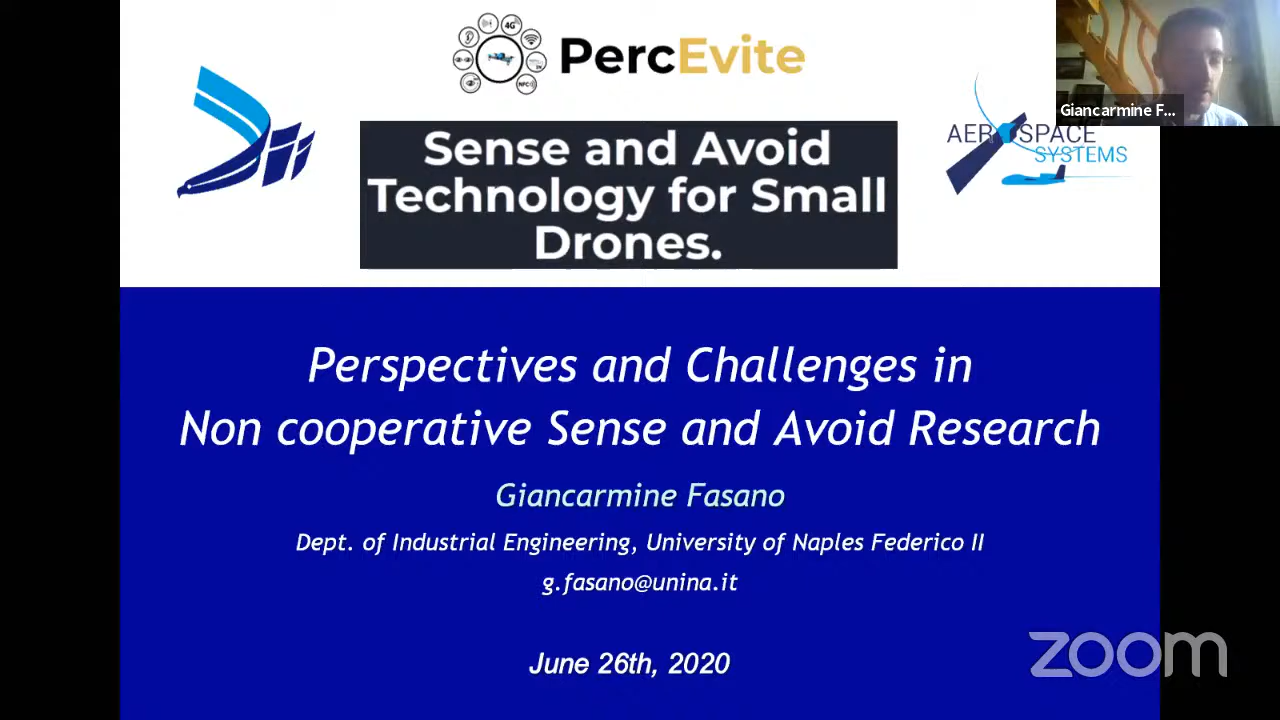 4G
NFC
PercEvite
Giancarmine F...
AEROSPACE
SYSTEMS
Sense and Avoid
Technology for Small
Drones.
Perspectives and Challenges in
Non cooperative Sense and Avoid Research
Giancarmine Fasano
Dept. of Industrial Engineering, University of Naples Federico II
g.fasano@unina.it
June 26th, 2020
zoom